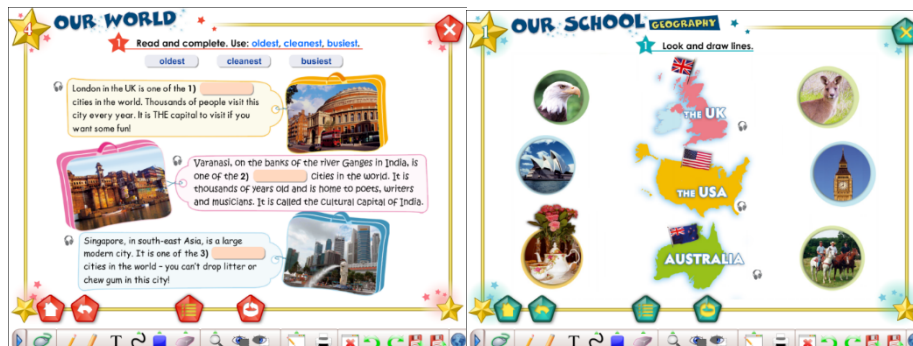 4
OUR WORLD
1 Read and complete. Use: oldest, cleanest, busiest.
oldest cleanest busiest
London in the UK is one of the 1)
cities in the world. Thousands of people visit this
city every year. It is THE capital to visit if you
want some fun!
Varanasi, on the banks of the river Ganges in India, is
one of the 2) cities in the world. It is
thousands of years old and is home to poets, writers
and musicians. It is called the cultural capital of India.
Singapore, in south-east Asia, is a large
modern city. It is one of the 3)
cities in the world – you can't drop litter or
chew gum in this city!
T
1
OUR SCHOOL GEOGRAPHY
1 Look and draw lines.
THE UK
THE USA
AUSTRALIA
T